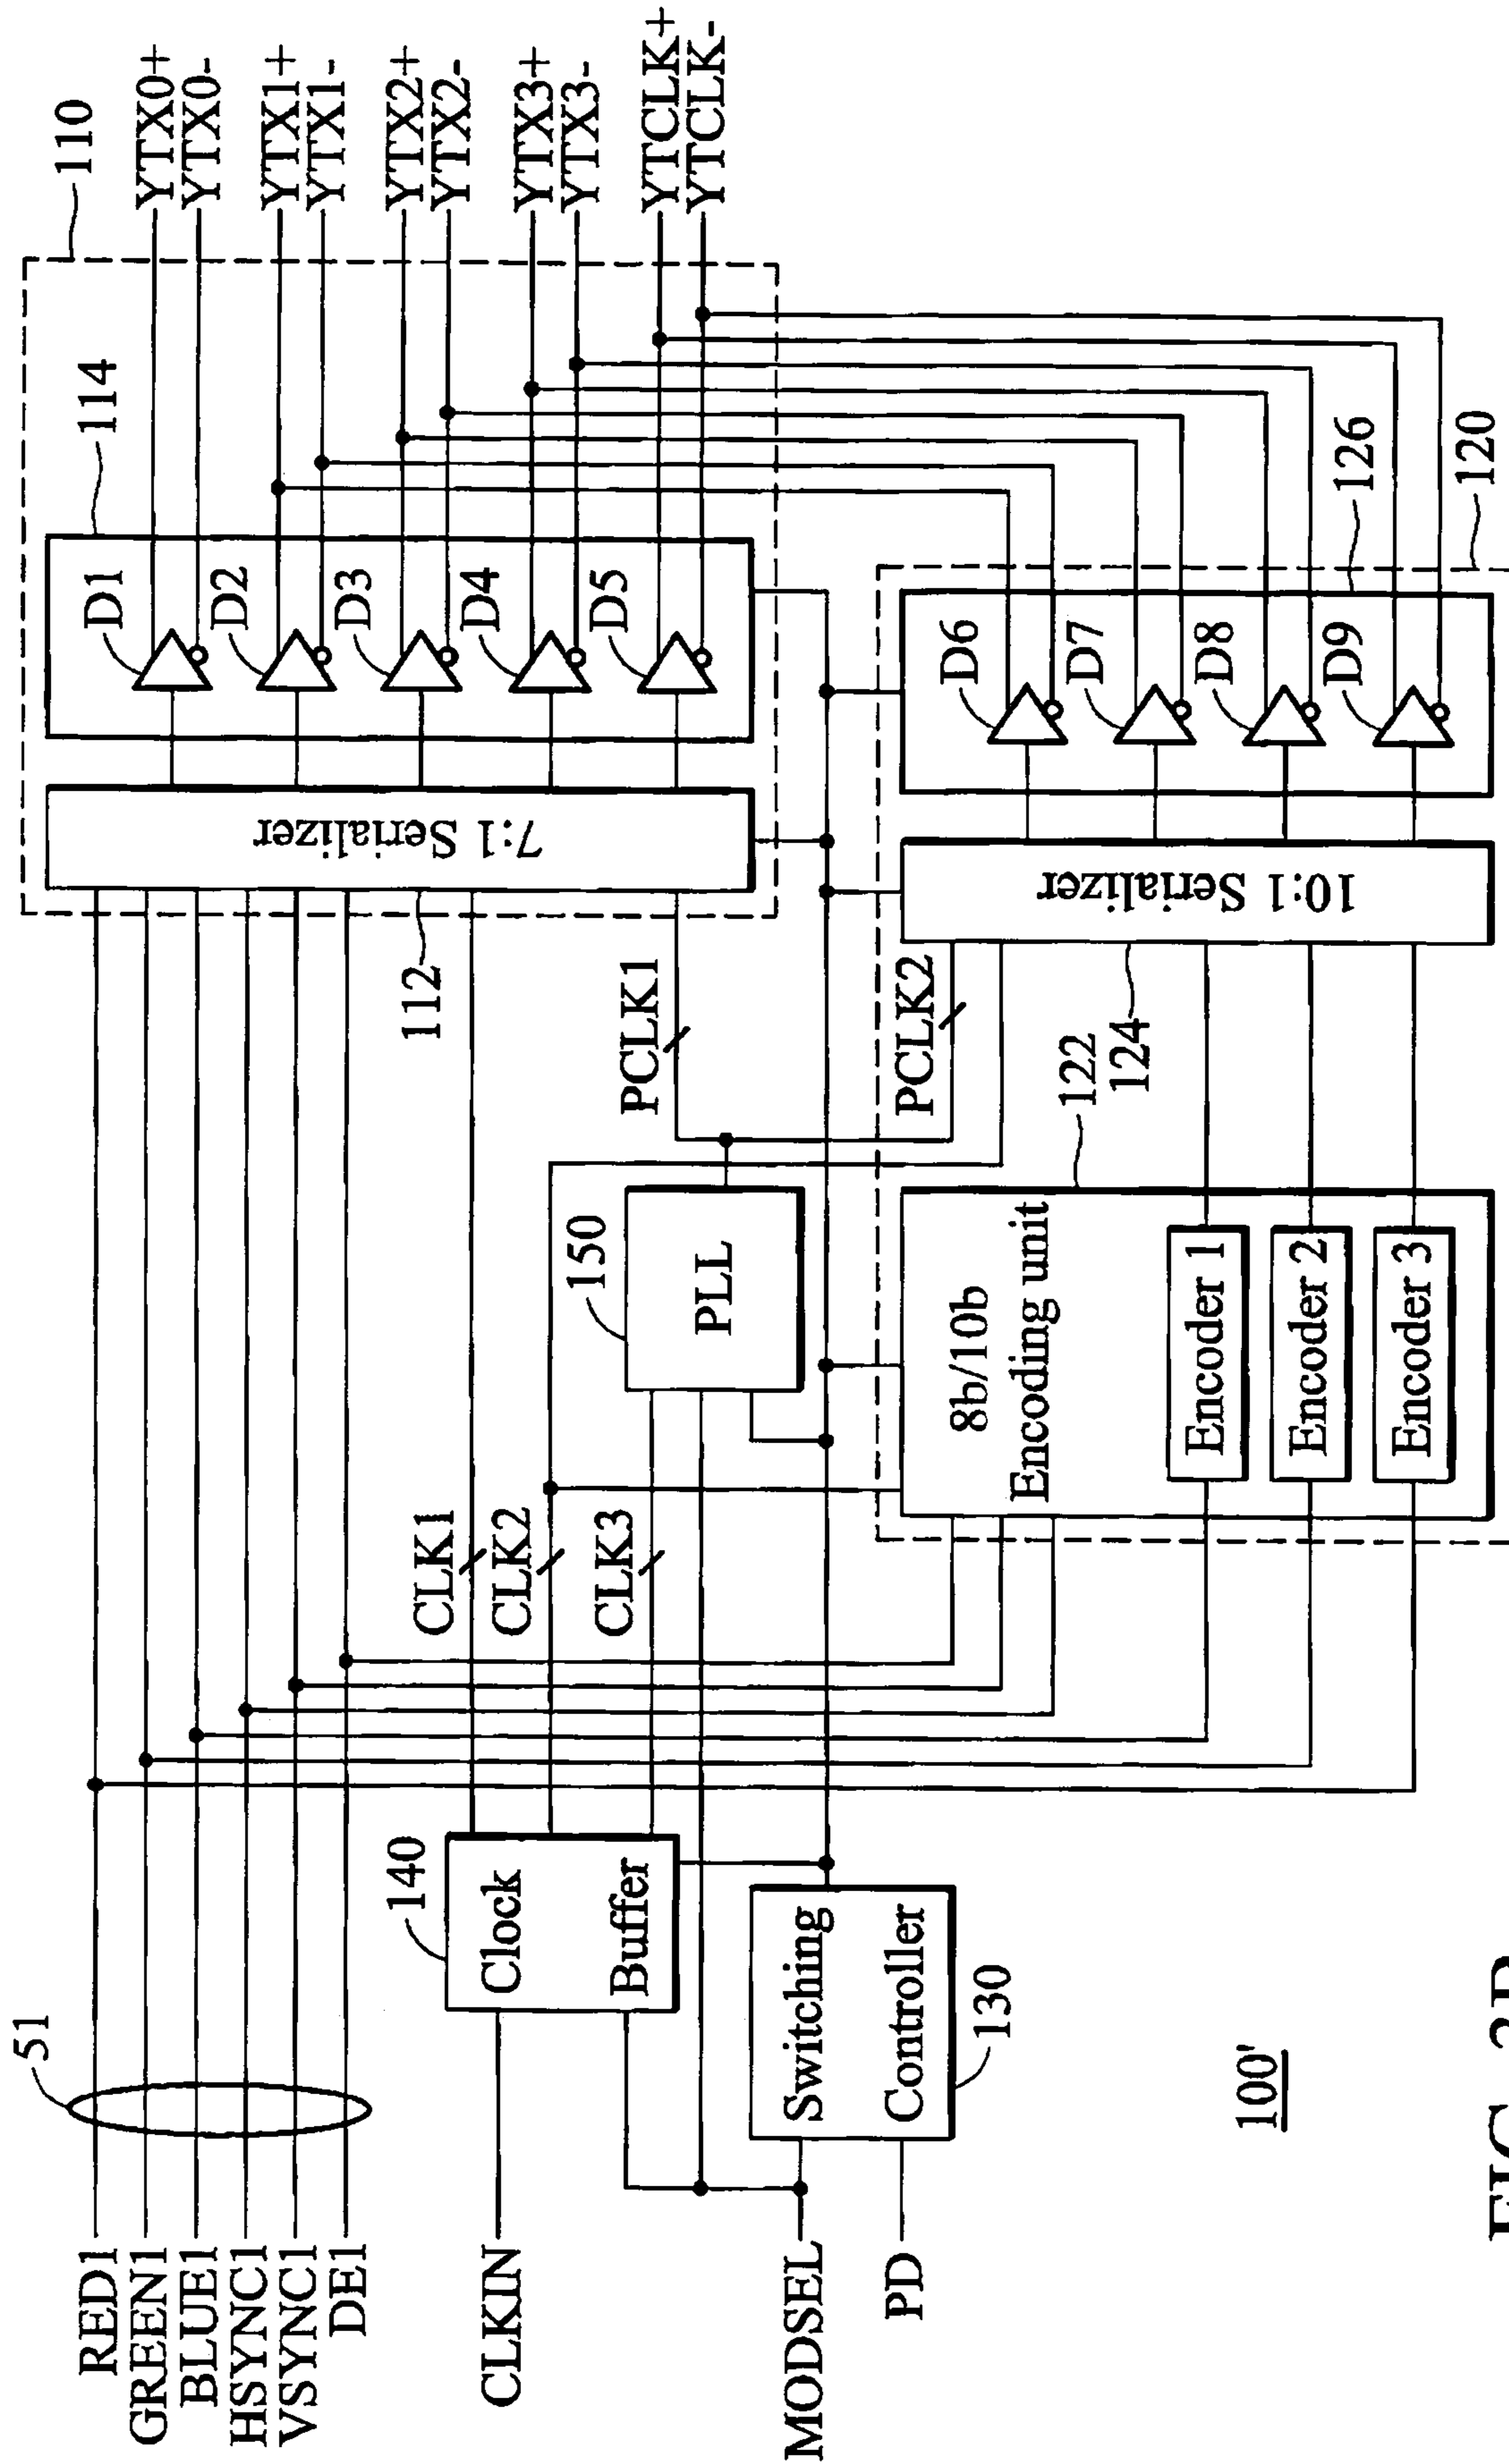 51
RED1
GREEN1
BLUE1
HSYNC1
VSYNC1
DE1
CLKIN
MODSEL
PD
140
Clock
Buffer
Switching
Controller
130
CLK1
CLK2
CLK3
150
PLL
PCLK1
PCLK2
112
7:1 Serializer
114
D1
D2
D3
D4
D5
110
YTX0+
YTX0-
YTX1+
YTX1-
YTX2+
YTX2-
YTX3+
YTX3-
YTCLK+
YTCLK-
122
8b/10b
Encoding unit
Encoder 1
Encoder 2
Encoder 3
124
10:1 Serializer
D6
D7
D8
D9
126
120
100'